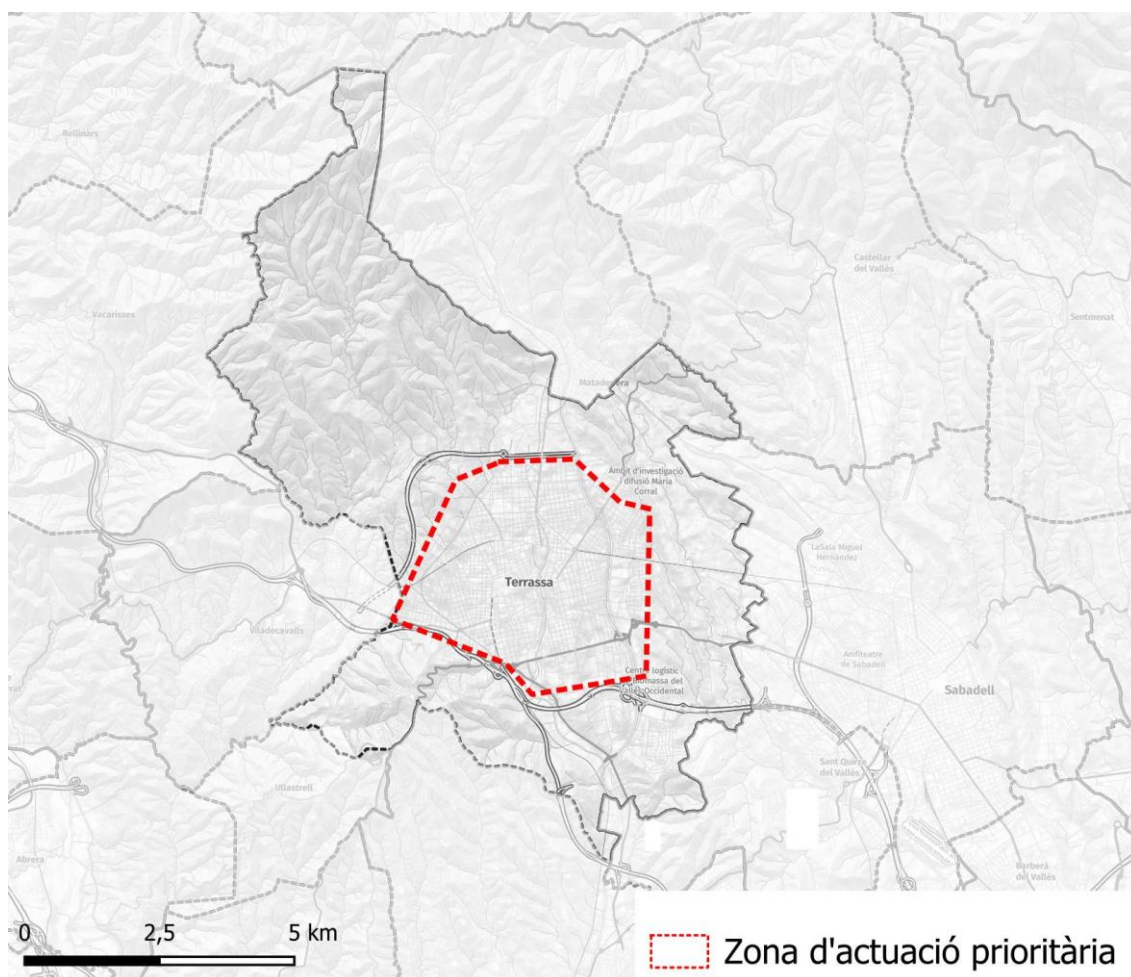 Rellinars
Castellar
del Vallès
Vacarisses
Sentmenat
Matadepera
Àmbit d'investigació
difusió Maria
Corral
LaSala Miguel
Hernández
Terrassa
Viladecavalls
Amfiteatre
de Sabadell
Centre logístic
Biomassa del
Vallès Occidental
Sabadell
Sant Quirze
del Vallès
Ullastrell
Abrera
Barberà
del Vallès
0 2,5 5 km
Zona d'actuació prioritària